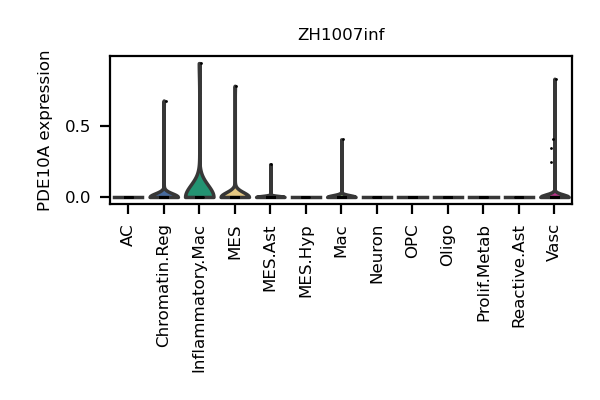 ZH1007inf
PDE10A expression
0.5
0.0
AC
Chromatin.Reg
Inflammatory.Mac
MES
MES.Ast
MES.Hyp
Mac
Neuron
OPC
Oligo
Prolif.Metab
Reactive.Ast
Vasc